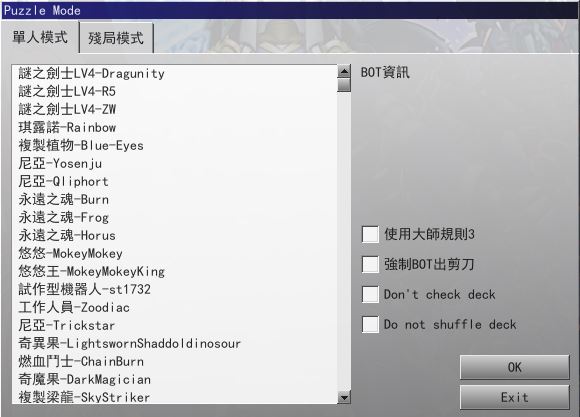 Puzzle Mode
單人模式 殘局模式
謎之劍士LV4-Dragunity
謎之劍士LV4-R5
謎之劍士LV4-ZW
琪露諾-Rainbow
複製植物-Blue-Eyes
尼亞-Yosenju
尼亞-Qliphort
永遠之魂-Burn
永遠之魂-Frog
永遠之魂-Horus
悠悠-MokeyMokey
悠悠王-MokeyMokeyKing
試作型機器人-st1732
工作人員-Zoodiac
尼亞-Trickstar
奇異果-LightswornShaddoldinosour
燃血鬥士-ChainBurn
奇魔果-DarkMagician
複製梁龍-SkyStriker
BOT資訊
使用大師規則3
強制BOT出剪刀
Don't check deck
Do not shuffle deck
OK
Exit